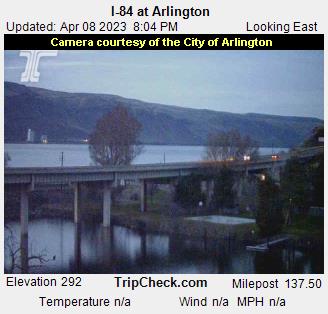 I-84 at Arlington
Updated: Apr 08 2023 8:04 PM Looking East
Camera courtesy of the City of Arlington
Elevation 292 TripCheck.com Milepost 137.50
Temperature n/a Wind n/a MPH n/a